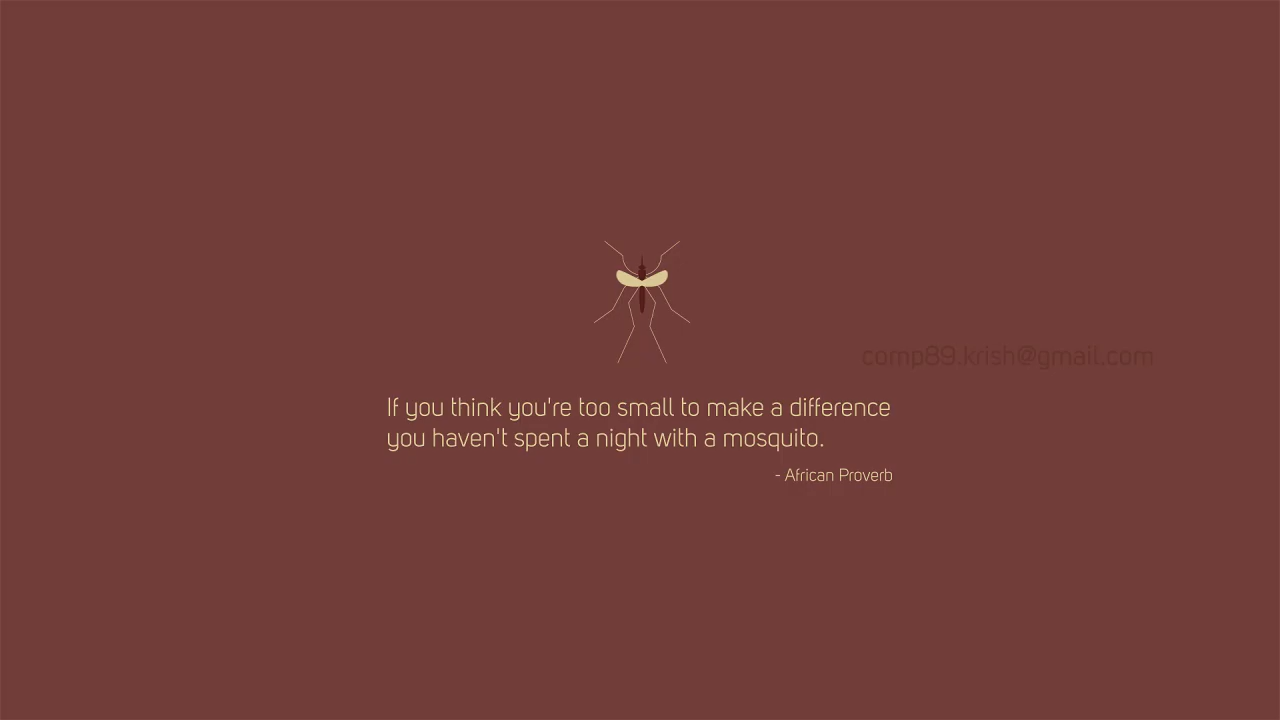 comp89.krish@gmail.com
If you think you're too small to make a difference
you haven't spent a night with a mosquito.
- African Proverb